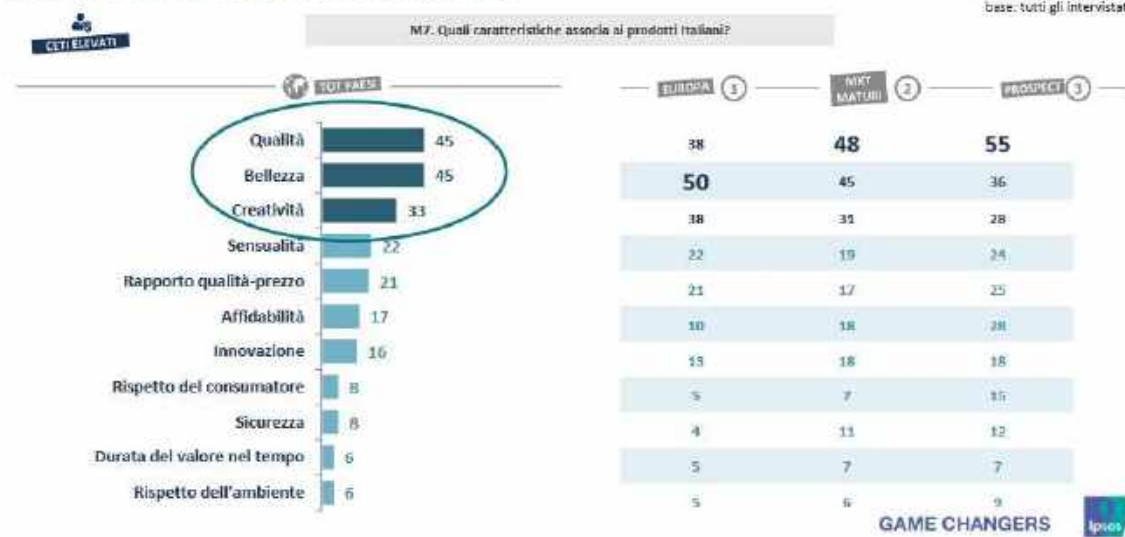 base: tutti gli intervistat
CETI ELEVATI
M7. Quali caratteristiche associa ai prodotti Italiani?
TOT PAESI
EUROPA 1
MKT MATURI 2
PROSPECT 3
Qualità 45 38 48 55
Bellezza 45 50 45 36
Creatività 33 38 31 28
Sensualità 22 22 19 24
Rapporto qualità-prezzo 21 21 17 25
Affidabilità 17 10 18 28
Innovazione 16 13 18 18
Rispetto del consumatore 8 5 7 15
Sicurezza 8 4 11 12
Durata del valore nel tempo 6 5 7 7
Rispetto dell'ambiente 6 5 6 9
GAME CHANGERS
Ipsos